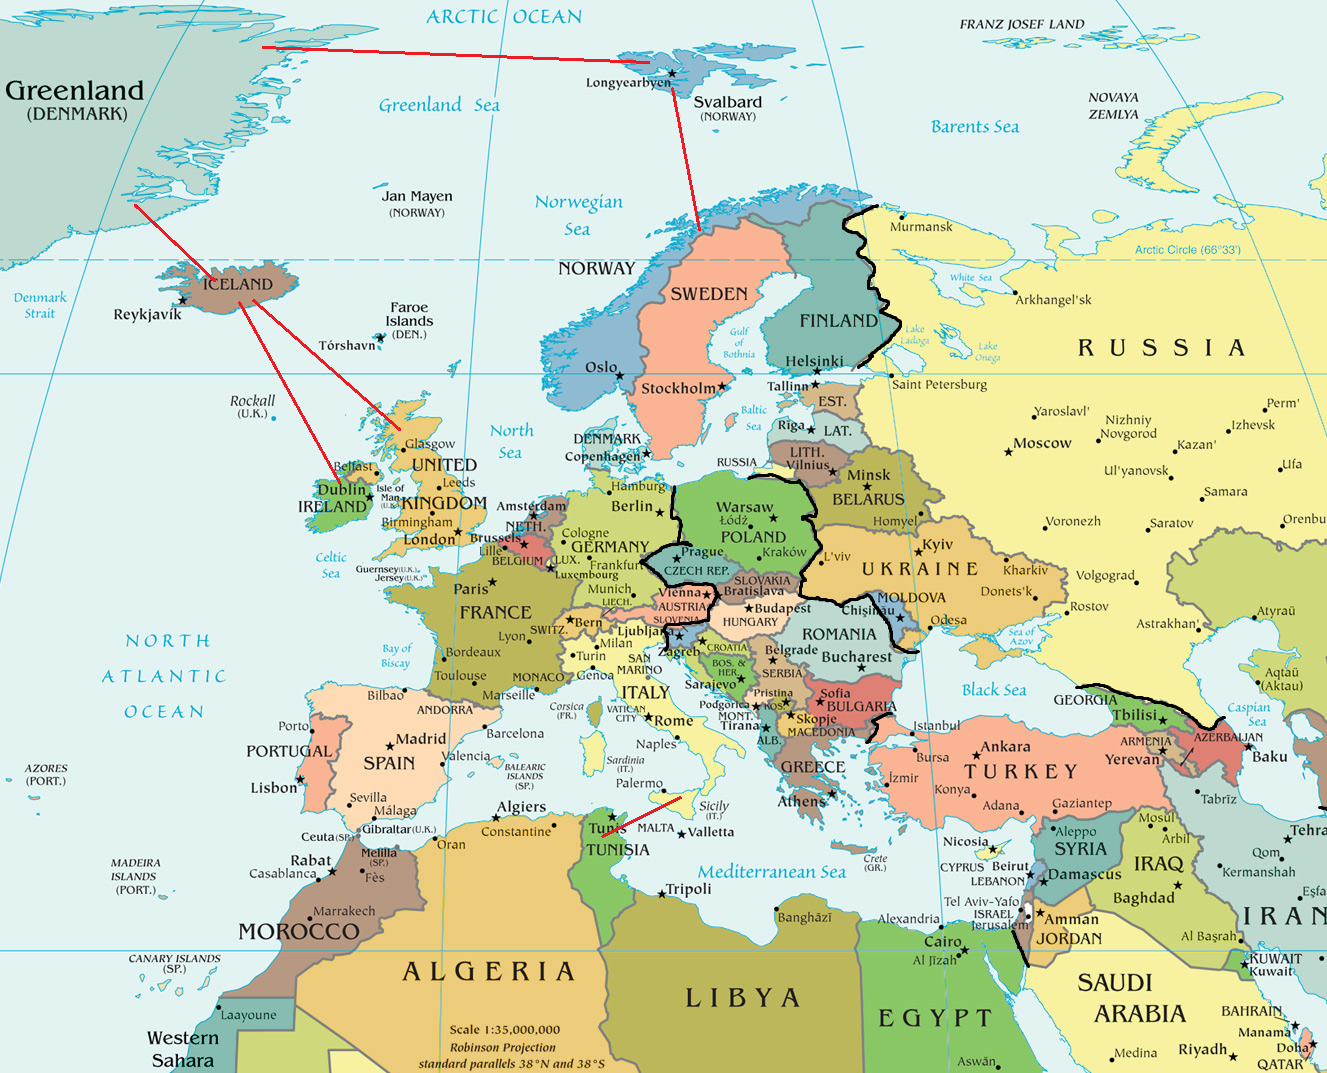 ARCTIC OCEAN
FRANZ JOSEF LAND
Greenland
(DENMARK)
Longyearbyen
Svalbard
(NORWAY)
Greenland Sea
NOVAYA
ZEMLYA
Barents Sea
Jan Mayen
(NORWAY)
Norwegian
Sea
Murmansk
Arctic Circle (66°33')
NORWAY
White Sea
ICELAND
Reykjavík
Denmark
Strait
SWEDEN
Arkhangel'sk
Faroe
Islands
(DEN.)
Tórshavn
FINLAND
Gulf
of
Bothnia
Lake
Ladoga
Lake
Onega
RUSSIA
Helsinki
Oslo
Stockholm
Tallinn
Saint Petersburg
EST.
Rockall
(U.K.)
Baltic
Sea
Riga
LAT.
Yaroslavl'
Nizhniy
Novgorod
Perm'
Izhevsk
Moscow
Kazan'
Glasgow
North
Sea
DENMARK
Copenhagen
LITH.
Vilnius
RUSSIA
Minsk
BELARUS
Ul'yanovsk
Ufa
Belfast
UNITED
KINGDOM
Leeds
Isle of
Man
(U.K.)
Dublin
IRELAND
Hamburg
Berlin
Warsaw
Łódź
POLAND
Homyel'
Samara
Birmingham
London
Amsterdam
NETH.
Brussels
Lille
BELGIUM
Cologne
GERMANY
LUX.
Luxembourg
Frankfurt
Prague
CZECH REP.
Kraków
L'viv
Kyiv
UKRAINE
Kharkiv
Donets'k
Voronezh
Saratov
Orenbu
Volgograd
Celtic
Sea
Guernsey (U.K.)
Jersey (U.K.)
Paris
FRANCE
Munich
LIECH.
Vienna
AUSTRIA
SLOVAKIA
Bratislava
Budapest
HUNGARY
MOLDOVA
Chişinău
Odesa
Rostov
Astrakhan'
Atyraū
Bern
SWITZ.
SLOVENIA
Ljubljana
Zagreb
CROATIA
ROMANIA
Bucharest
Sea of
Azov
NORTH
ATLANTIC
OCEAN
Lyon
Milan
Turin
Genoa
Bay of
Biscay
Bordeaux
Toulouse
Marseille
MONACO
SAN
MARINO
ITALY
BOS. &
HER.
Sarajevo
Belgrade
SERBIA
Black Sea
Aqtaū
(Aktau)
Bilbao
ANDORRA
Corsica
(FR.)
VATICAN
CITY
Rome
Podgorica
MONT.
Pristina
KOS.
Sofia
BULGARIA
Skopje
MACEDONIA
Tirana
ALB.
GEORGIA
Tbilisi
Caspian
Sea
Porto
PORTUGAL
Lisbon
Madrid
SPAIN
Barcelona
Valencia
BALEARIC
ISLANDS
(SP.)
Sardinia
(IT.)
Naples
Istanbul
Bursa
Ankara
TURKEY
ARMENIA
Yerevan
AZERBAIJAN
Baku
AZORES
(PORT.)
GREECE
Athens
İzmir
Konya
Adana
Gaziantep
Tabrīz
Sevilla
Málaga
Palermo
Sicily
(IT.)
Ceuta (SP.)
Gibraltar (U.K.)
Algiers
Constantine
Oran
Tunis
TUNISIA
MALTA
Valletta
Crete
(GR.)
Nicosia
CYPRUS
Aleppo
SYRIA
Mosul
Arbīl
IRAQ
Baghdad
Tehra
Qom
Kermanshah
Eşfa
Melilla
(SP.)
Rabat
Casablanca
Fès
MADEIRA
ISLANDS
(PORT.)
Mediterranean Sea
Beirut
LEBANON
Damascus
Tripoli
Marrakech
MOROCCO
Banghāzī
Alexandria
Tel Aviv-Yafo
ISRAEL
Jerusalem
Amman
JORDAN
IRAN
Cairo
Al Jīzah
Al Başrah
CANARY ISLANDS
(SP.)
ALGERIA
LIBYA
EGYPT
KUWAIT
Kuwait
SAUDI
ARABIA
Laayoune
Western
Sahara
Scale 1:35,000,000
Robinson Projection
standard parallels 38°N and 38°S
Aswān
Medina
Riyadh
BAHRAIN
Manama
Doha
QATAR